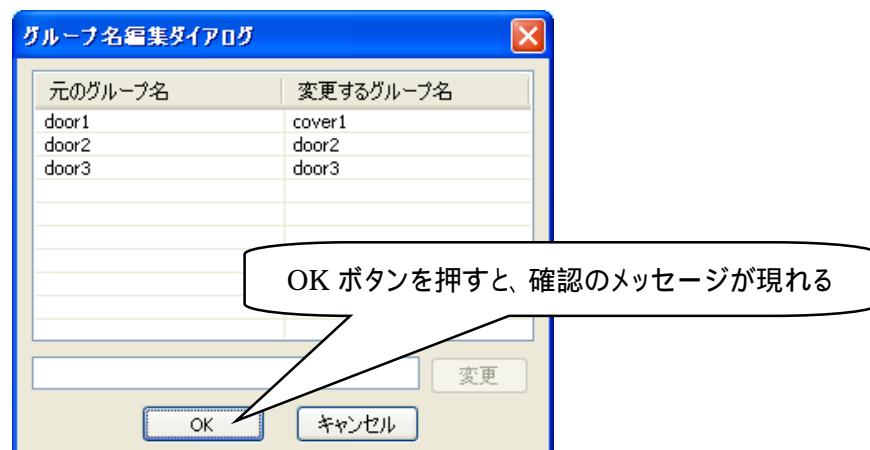 グループ名編集ダイアログ
元のグループ名 変更するグループ名
door1 cover1
door2 door2
door3 door3
OK ボタンを押すと、確認のメッセージが現れる
変更
OK キャンセル